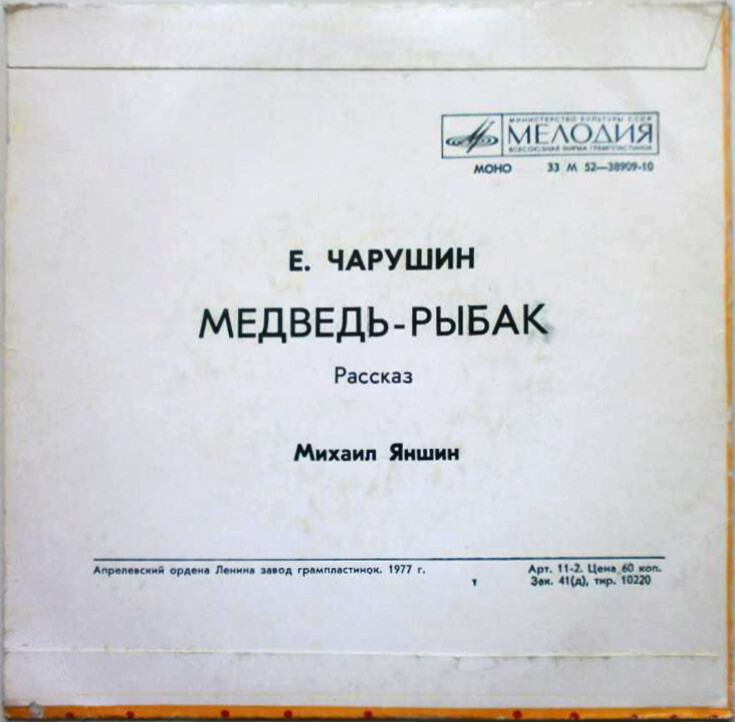 МИНИСТЕРСТВО КУЛЬТУРЫ СССР
МЕЛОДИЯ
ВСЕСОЮЗНАЯ ФИРМА ГРАМПЛАСТИНОК
МОНО 33 М 52—38909-10
Е. ЧАРУШИН
МЕДВЕДЬ-РЫБАК
Рассказ
Михаил Яншин
Апрелевский ордена Ленина завод грампластинок. 1977 г. Арт. 11-2. Цена 60 коп.
т Зак. 41(д), тир. 10220